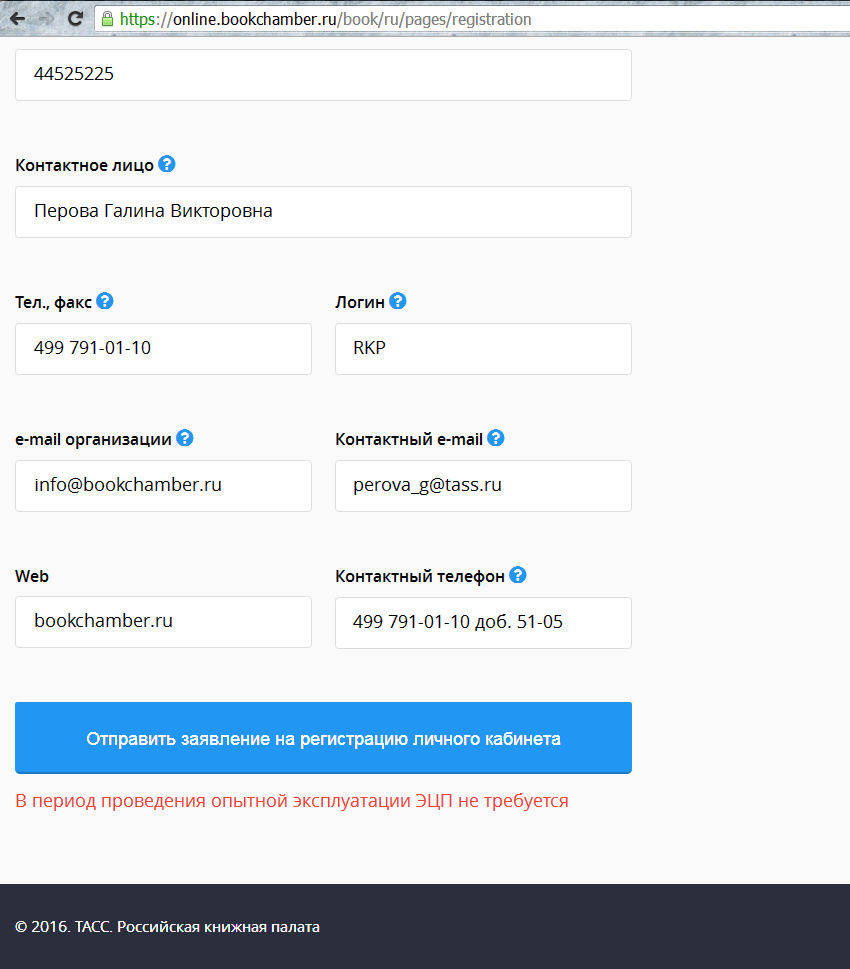 https://online.bookchamber.ru/book/ru/pages/registration
44525225
Контактное лицо ?
Перова Галина Викторовна
Тел., факс ? Логин ?
499 791-01-10 RKP
e-mail организации ? Контактный e-mail ?
info@bookchamber.ru perova_g@tass.ru
Web Контактный телефон ?
bookchamber.ru 499 791-01-10 доб. 51-05
Отправить заявление на регистрацию личного кабинета
В период проведения опытной эксплуатации ЭЦП не требуется
© 2016. ТАСС. Российская книжная палата